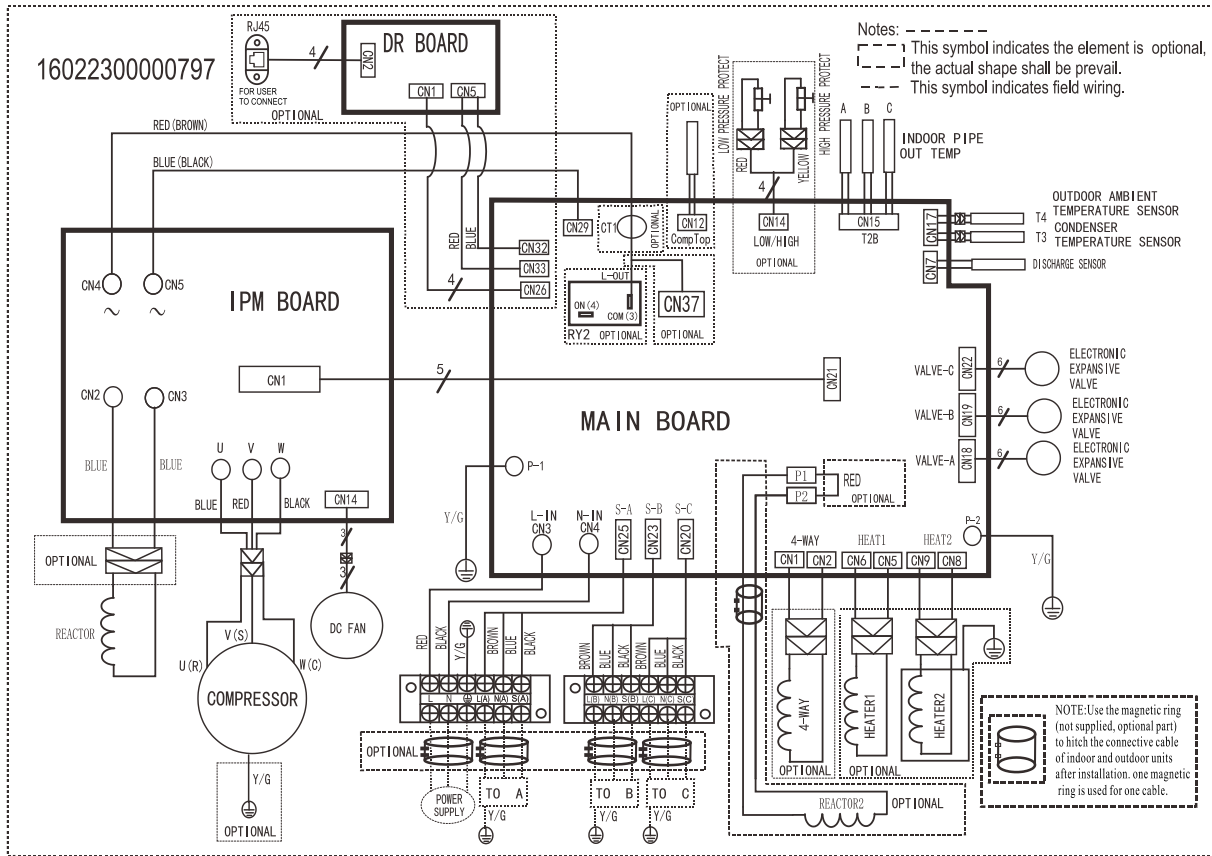 16022300000797
RJ45
FOR USER
TO CONNECT
OPTIONAL
4
DR BOARD
CN2
CN1
CN5
RED(BROWN)
BLUE(BLACK)
RED
BLUE
4
Notes:
This symbol indicates the element is optional,
the actual shape shall be prevail.
This symbol indicates field wiring.
OPTIONAL
CN12
CompTop
LOW PRESSURE PROTECT
HIGH PRESSURE PROTECT
RED
YELLOW
4
CN14
LOW/HIGH
OPTIONAL
A
B
C
INDOOR PIPE
OUT TEMP
CN15
T2B
CN17
T4
OUTDOOR AMBIENT
TEMPERATURE SENSOR
T3
CONDENSER
TEMPERATURE SENSOR
CN7
DISCHARGE SENSOR
CN29
CT1
OPTIONAL
CN32
CN33
CN26
L-OUT
ON(4)
COM(3)
RY2
OPTIONAL
CN37
OPTIONAL
IPM BOARD
CN4
CN5
~
~
CN1
5
CN21
CN2
CN3
BLUE
BLUE
U
V
W
BLUE
RED
BLACK
CN14
3
3
DC FAN
OPTIONAL
REACTOR
V(S)
U(R)
W(C)
COMPRESSOR
Y/G
OPTIONAL
MAIN BOARD
P-1
Y/G
VALVE-C
CN22
6
ELECTRONIC
EXPANSIVE
VALVE
VALVE-B
CN19
6
ELECTRONIC
EXPANSIVE
VALVE
VALVE-A
CN18
6
ELECTRONIC
EXPANSIVE
VALVE
P1
P2
RED
OPTIONAL
P-2
Y/G
L-IN
CN3
N-IN
CN4
S-A
CN25
S-B
CN23
S-C
CN20
4-WAY
CN1
CN2
HEAT1
CN6
CN5
HEAT2
CN9
CN8
RED
BLACK
Y/G
BROWN
BLUE
BLACK
BROWN
BLUE
BLACK
BROWN
BLUE
BLACK
L
N
L(A)
N(A)
S(A)
L(B)
N(B)
S(B)
L(C)
N(C)
S(C)
OPTIONAL
POWER
SUPPLY
TO A
Y/G
TO B
Y/G
TO C
Y/G
4-WAY
OPTIONAL
HEATER1
HEATER2
OPTIONAL
REACTOR2
OPTIONAL
NOTE:Use the magnetic ring
(not supplied, optional part)
to hitch the connective cable
of indoor and outdoor units
after installation. one magnetic
ring is used for one cable.